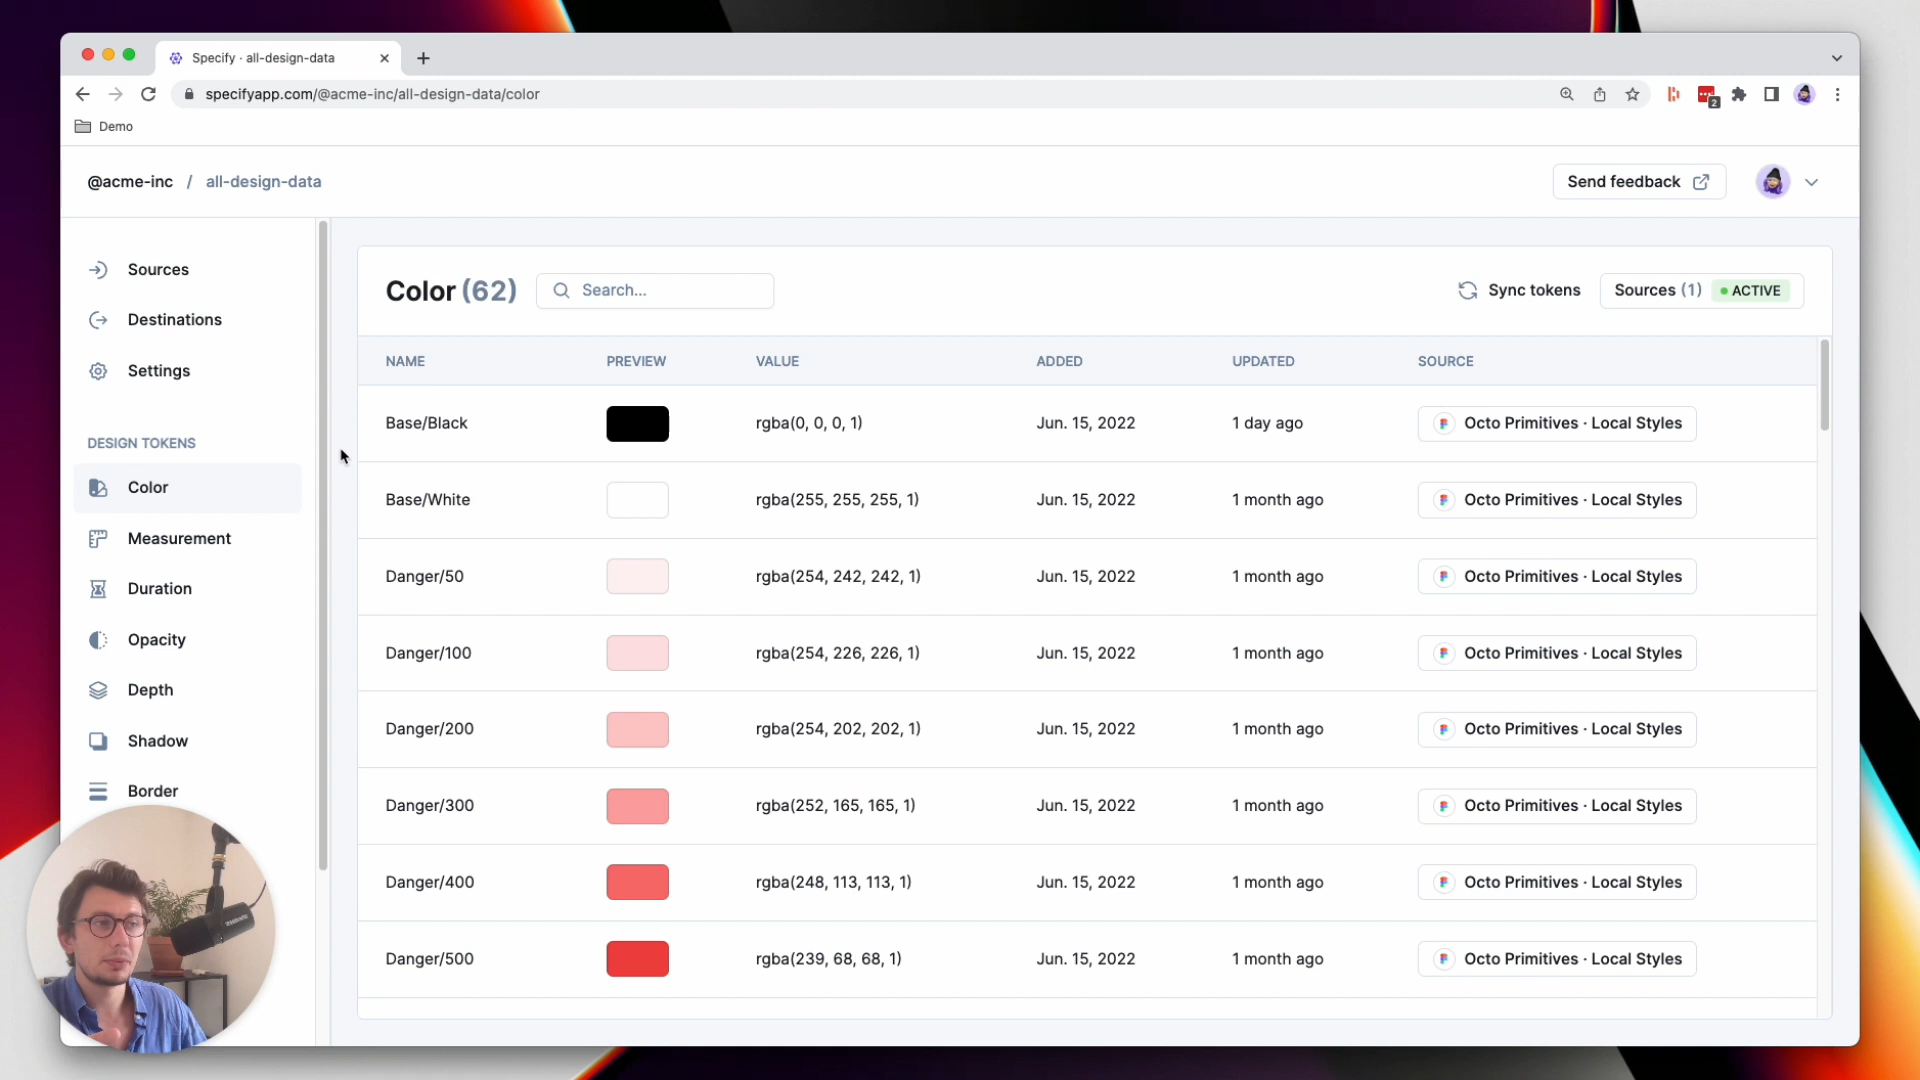 Specify · all-design-data
specifyapp.com/@acme-inc/all-design-data/color
2
Demo
@acme-inc / all-design-data
Send feedback
Sources
Destinations
Settings
DESIGN TOKENS
Color
Measurement
Duration
Opacity
Depth
Shadow
Border
Color (62)
Search...
Sync tokens
Sources (1) ACTIVE
NAME PREVIEW VALUE ADDED UPDATED SOURCE
Base/Black rgba(0, 0, 0, 1) Jun. 15, 2022 1 day ago Octo Primitives · Local Styles
Base/White rgba(255, 255, 255, 1) Jun. 15, 2022 1 month ago Octo Primitives · Local Styles
Danger/50 rgba(254, 242, 242, 1) Jun. 15, 2022 1 month ago Octo Primitives · Local Styles
Danger/100 rgba(254, 226, 226, 1) Jun. 15, 2022 1 month ago Octo Primitives · Local Styles
Danger/200 rgba(254, 202, 202, 1) Jun. 15, 2022 1 month ago Octo Primitives · Local Styles
Danger/300 rgba(252, 165, 165, 1) Jun. 15, 2022 1 month ago Octo Primitives · Local Styles
Danger/400 rgba(248, 113, 113, 1) Jun. 15, 2022 1 month ago Octo Primitives · Local Styles
Danger/500 rgba(239, 68, 68, 1) Jun. 15, 2022 1 month ago Octo Primitives · Local Styles